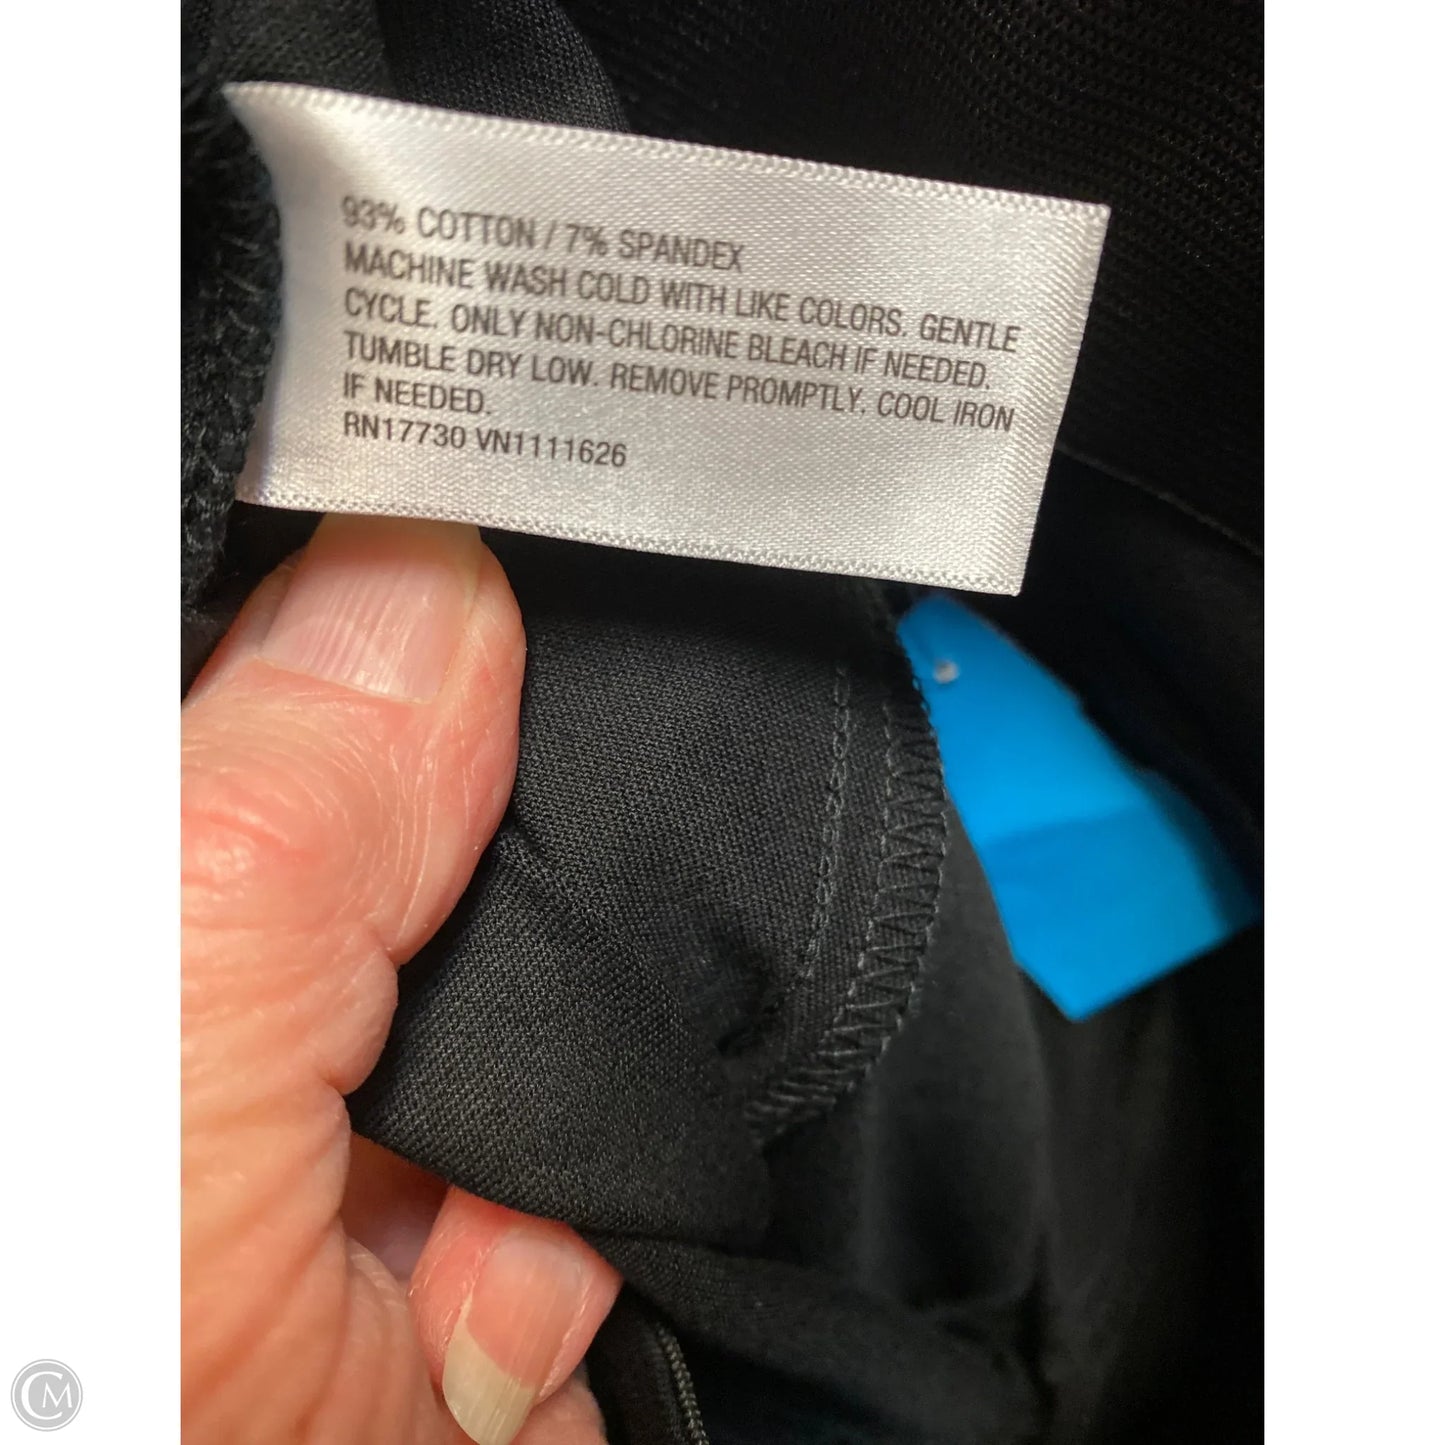 93% COTTON / 7% SPANDEX
MACHINE WASH COLD WITH LIKE COLORS. GENTLE
CYCLE. ONLY NON-CHLORINE BLEACH IF NEEDED.
TUMBLE DRY LOW. REMOVE PROMPTLY. COOL IRON
IF NEEDED.
RN17730 VN1111626
CM